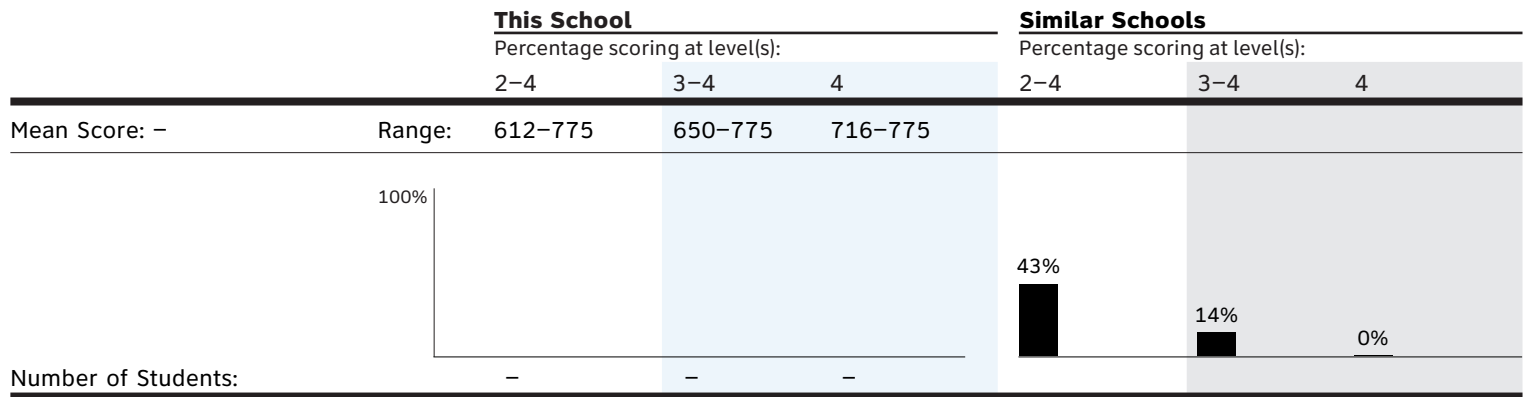 This School Similar Schools
Percentage scoring at level(s): Percentage scoring at level(s):
2–4 3–4 4 2–4 3–4 4
Mean Score: – Range: 612–775 650–775 716–775
100%
43%
14%
0%
Number of Students: – – –